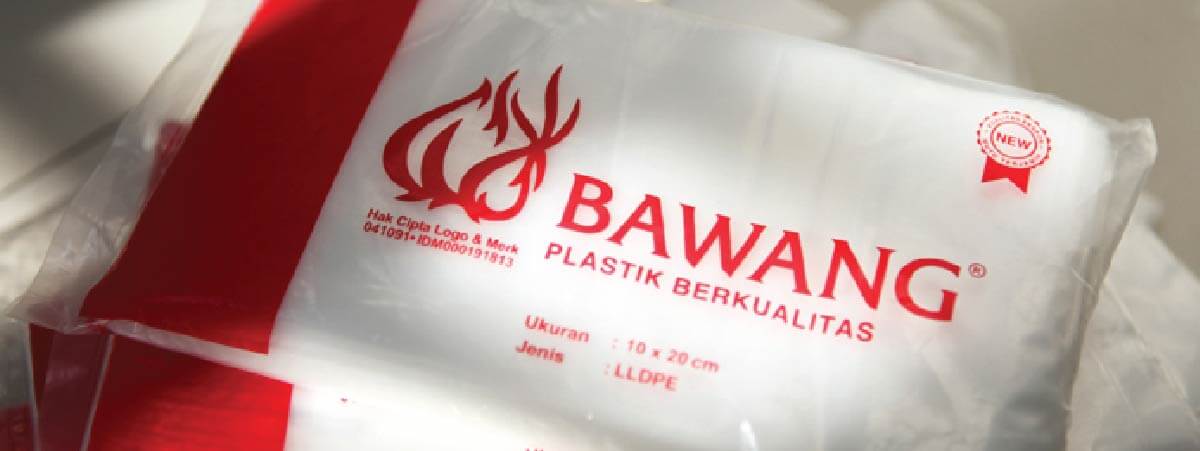 NEW
BAWANG®
PLASTIK BERKUALITAS
Hak Cipta Logo & Merk
041091-IDM000191813
Ukuran : 10 x 20 cm
Jenis : LLDPE